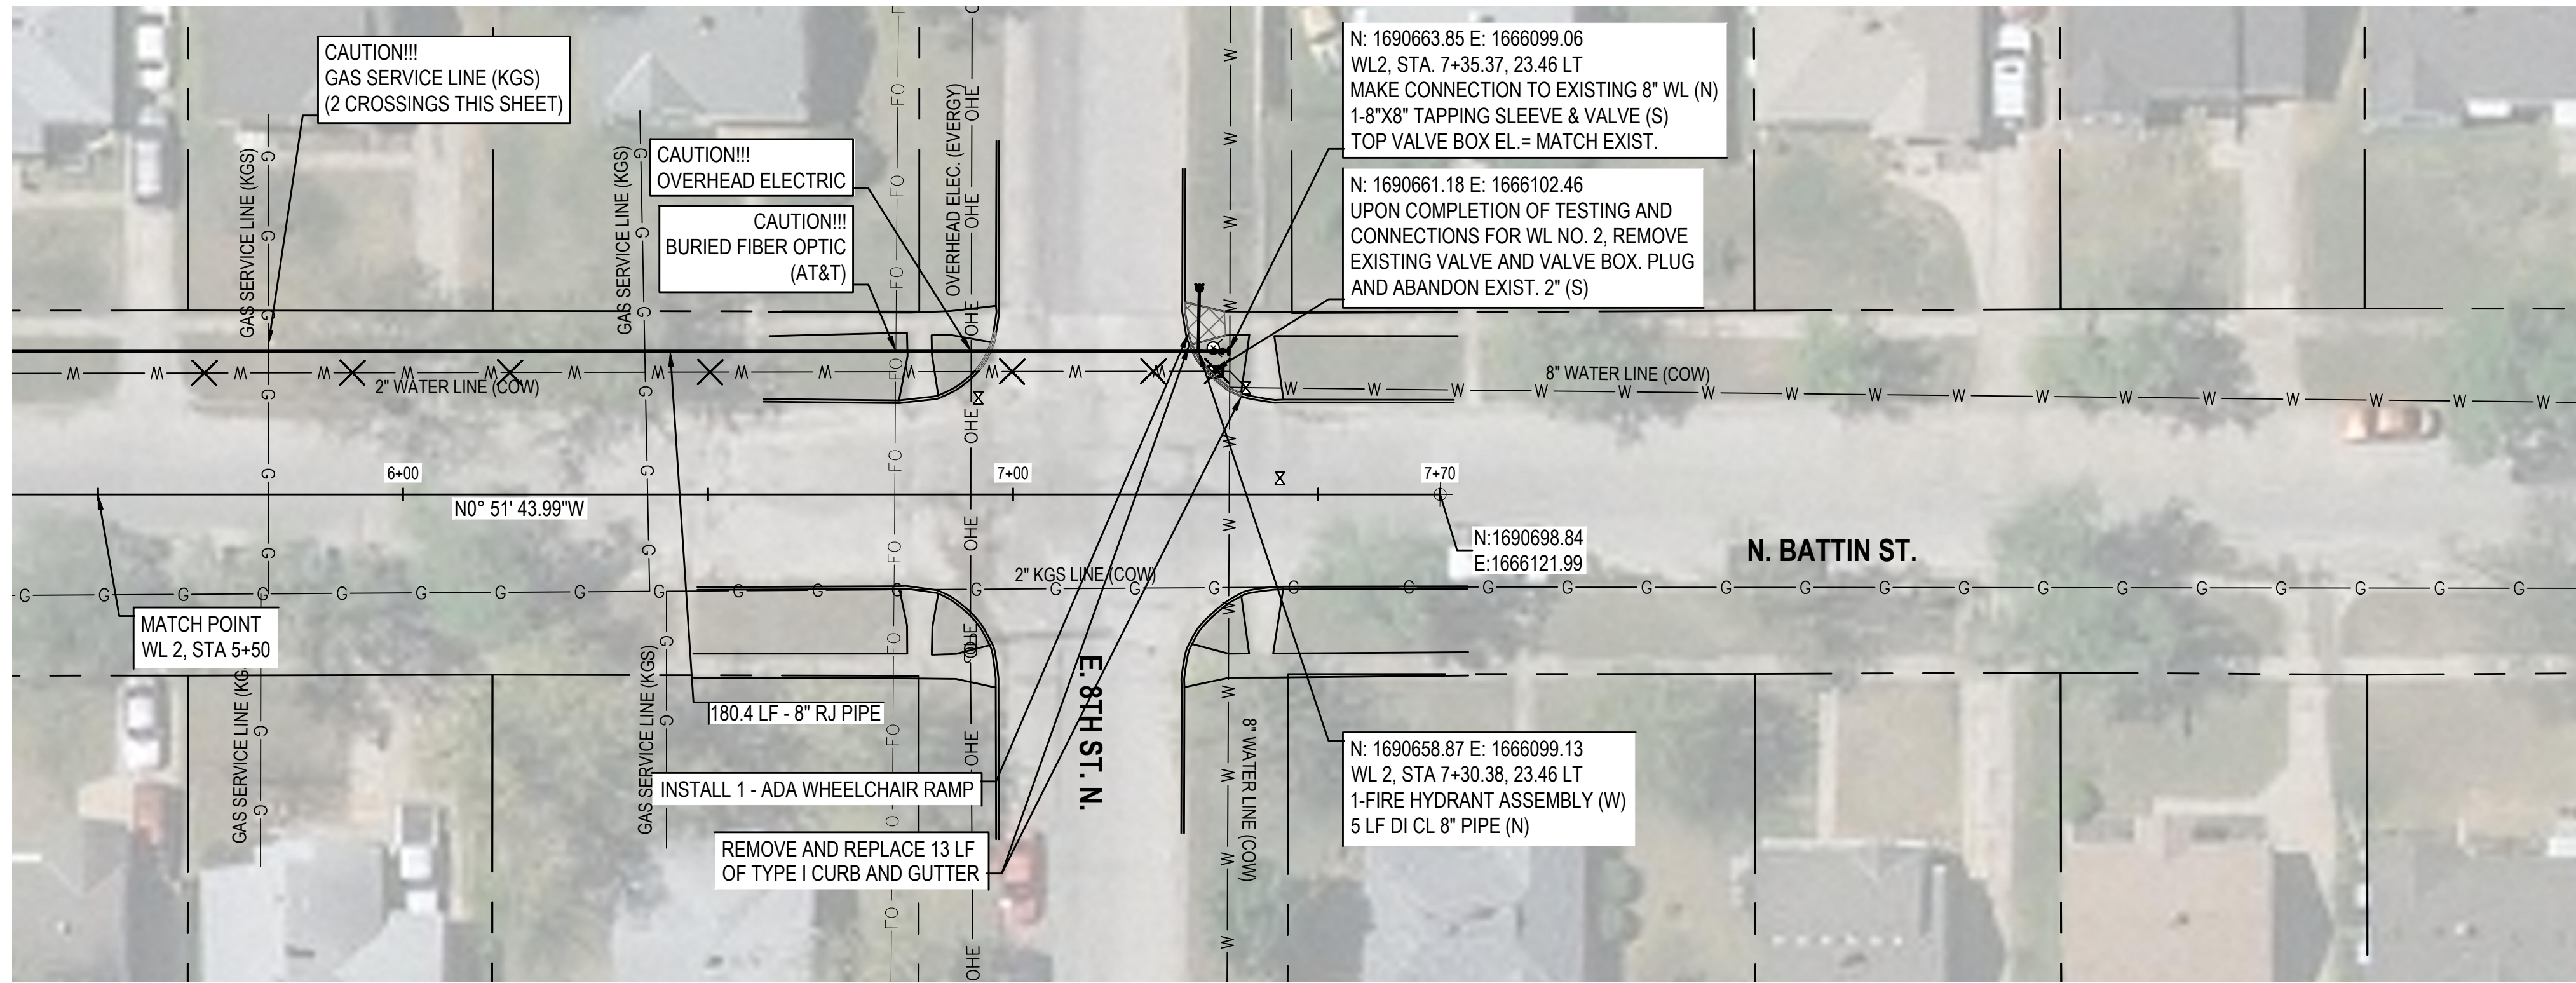 CAUTION!!!
GAS SERVICE LINE (KGS)
(2 CROSSINGS THIS SHEET)
CAUTION!!!
OVERHEAD ELECTRIC
CAUTION!!!
BURIED FIBER OPTIC
(AT&T)
GAS SERVICE LINE (KGS)
GAS SERVICE LINE (KGS)
OVERHEAD ELEC. (EVERGY)
N: 1690663.85 E: 1666099.06
WL2, STA. 7+35.37, 23.46 LT
MAKE CONNECTION TO EXISTING 8" WL (N)
1-8"X8" TAPPING SLEEVE & VALVE (S)
TOP VALVE BOX EL.= MATCH EXIST.
N: 1690661.18 E: 1666102.46
UPON COMPLETION OF TESTING AND
CONNECTIONS FOR WL NO. 2, REMOVE
EXISTING VALVE AND VALVE BOX. PLUG
AND ABANDON EXIST. 2" (S)
2" WATER LINE (COW)
8" WATER LINE (COW)
6+00
7+00
7+70
N0° 51' 43.99"W
N:1690698.84
E:1666121.99
N. BATTIN ST.
2" KGS LINE (COW)
MATCH POINT
WL 2, STA 5+50
GAS SERVICE LINE (KG
GAS SERVICE LINE (KGS)
180.4 LF - 8" RJ PIPE
E. 8TH ST. N.
8" WATER LINE (COW)
INSTALL 1 - ADA WHEELCHAIR RAMP
REMOVE AND REPLACE 13 LF
OF TYPE I CURB AND GUTTER
N: 1690658.87 E: 1666099.13
WL 2, STA 7+30.38, 23.46 LT
1-FIRE HYDRANT ASSEMBLY (W)
5 LF DI CL 8" PIPE (N)